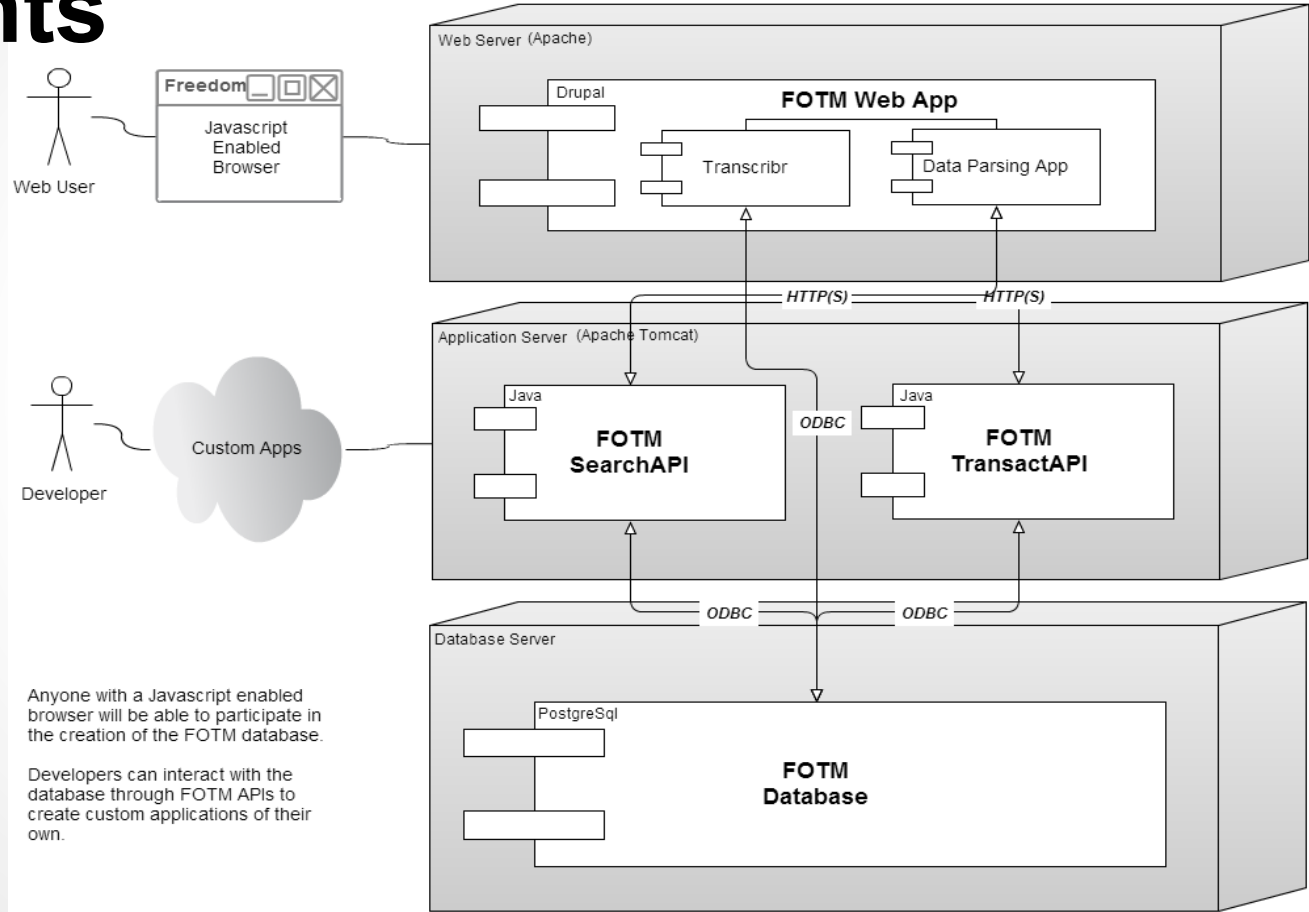 nts
Web Server (Apache)
Drupal
FOTM Web App
Transcribr
Data Parsing App
Freedom
Javascript
Enabled
Browser
Web User
HTTP(S)
HTTP(S)
Application Server (Apache Tomcat)
Java
FOTM
SearchAPI
ODBC
Java
FOTM
TransactAPI
Custom Apps
Developer
ODBC
ODBC
Database Server
PostgreSql
FOTM
Database
Anyone with a Javascript enabled
browser will be able to participate in
the creation of the FOTM database.
Developers can interact with the
database through FOTM APIs to
create custom applications of their
own.